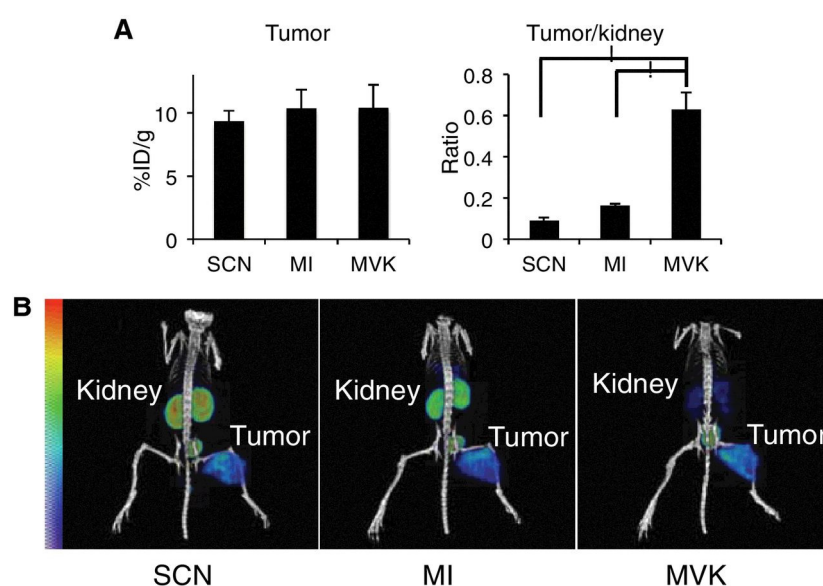 A
Tumor
Tumor/kidney
%ID/g
10
5
0
SCN MI MVK
Ratio
0.8
0.6
0.4
0.2
0
SCN MI MVK
B
Kidney
Tumor
Kidney
Tumor
Kidney
Tumor
SCN MI MVK